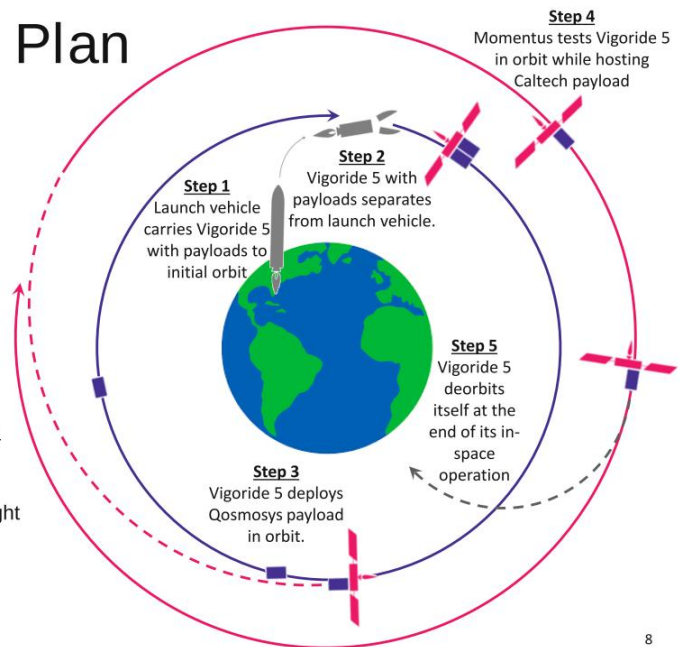 Plan
Step 4
Momentus tests Vigoride 5
in orbit while hosting
Caltech payload
Step 2
Vigoride 5 with
payloads separates
from launch vehicle.
Step 1
Launch vehicle
carries Vigoride 5
with payloads to
initial orbit
Step 5
Vigoride 5
deorbits
itself at the
end of its in-
space
operation
Step 3
Vigoride 5 deploys
Qosmosys payload
in orbit.
ght
8